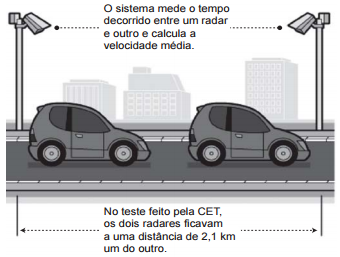 O sistema mede o tempo
decorrido entre um radar
e outro e calcula a
velocidade média.
No teste feito pela CET,
os dois radares ficavam
a uma distância de 2,1 km
um do outro.